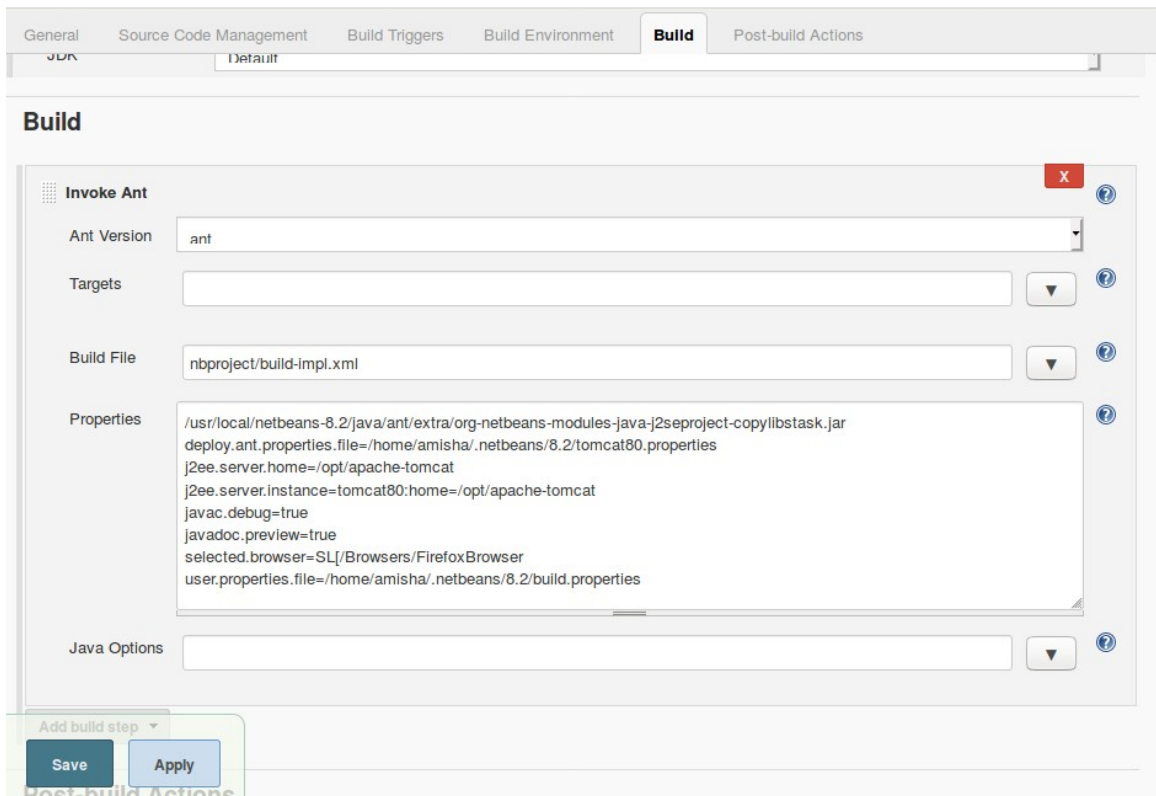 General Source Code Management Build Triggers Build Environment Build Post-build Actions
JDK Default
Build
Invoke Ant
X
Ant Version ant
Targets
Build File nbproject/build-impl.xml
Properties
/usr/local/netbeans-8.2/java/ant/extra/org-netbeans-modules-java-j2seproject-copylibstask.jar
deploy.ant.properties.file=/home/amisha/.netbeans/8.2/tomcat80.properties
j2ee.server.home=/opt/apache-tomcat
j2ee.server.instance=tomcat80:home=/opt/apache-tomcat
javac.debug=true
javadoc.preview=true
selected.browser=SL[/Browsers/FirefoxBrowser
user.properties.file=/home/amisha/.netbeans/8.2/build.properties
Java Options
Add build step
Save Apply
Post-build Actions